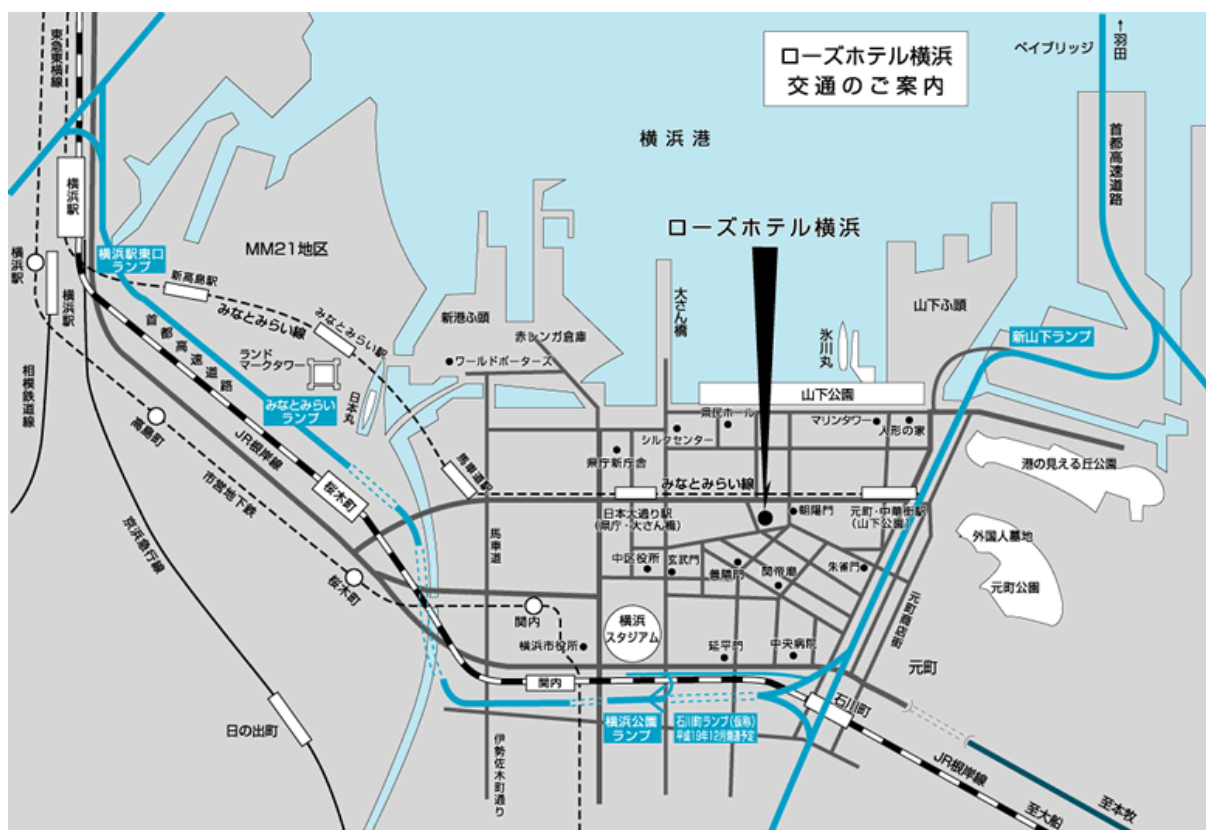 ローズホテル横浜
交通のご案内
ベイブリッジ
↑羽田
首都高速道路
東急東横線
横浜港
横浜駅
横浜駅東口
ランプ
MM21地区
ローズホテル横浜
横浜駅
横浜駅
新高島駅
みなとみらい線
みなとみらい駅
新港ふ頭
赤レンガ倉庫
大さん橋
氷川丸
山下ふ頭
新山下ランプ
首都高速道路
ランド
マークタワー
ワールドポーターズ
日本丸
みなとみらい
ランプ
相模鉄道線
高島町
JR根岸線
市営地下鉄
京浜急行線
桜木町
桜木町
山下公園
県民ホール
マリンタワー
人形の家
シルクセンター
県庁新庁舎
港の見える丘公園
馬車道駅
みなとみらい線
日本大通り駅
(県庁・大さん橋)
朝陽門
元町・中華街駅
(山下公園)
馬車道
中区役所
玄武門
善隣門
関帝廟
朱雀門
外国人墓地
元町公園
元町商店街
関内
横浜
スタジアム
横浜市役所
延平門
中央病院
元町
関内
石川町
横浜公園
ランプ
石川町ランプ(仮称)
平成19年12月開通予定
日の出町
伊勢佐木町通り
JR根岸線
至大船
至本牧